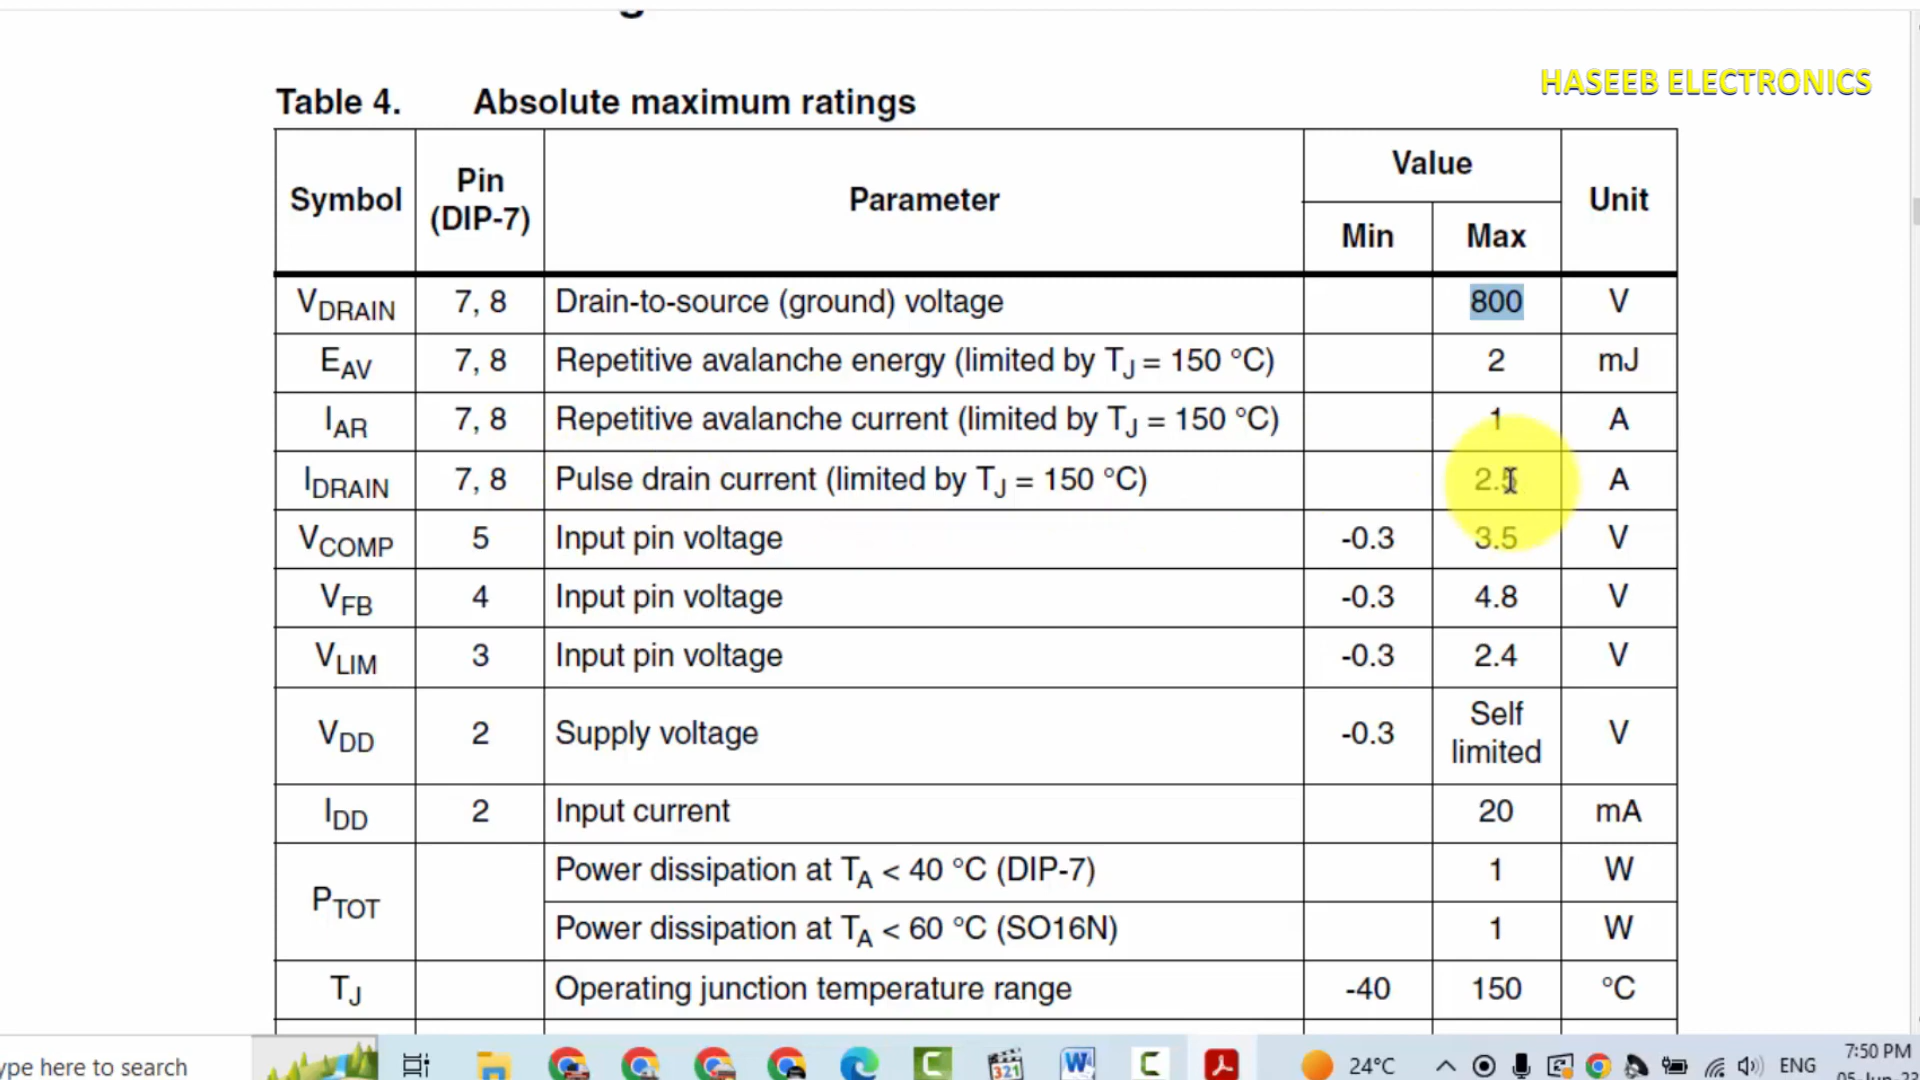 HASEEB ELECTRONICS
Table 4. Absolute maximum ratings
Symbol Pin (DIP-7) Parameter Value Unit
Min Max
VDRAIN 7, 8 Drain-to-source (ground) voltage 800 V
EAV 7, 8 Repetitive avalanche energy (limited by TJ = 150 °C) 2 mJ
IAR 7, 8 Repetitive avalanche current (limited by TJ = 150 °C) 1 A
IDRAIN 7, 8 Pulse drain current (limited by TJ = 150 °C) 2.5 A
VCOMP 5 Input pin voltage -0.3 3.5 V
VFB 4 Input pin voltage -0.3 4.8 V
VLIM 3 Input pin voltage -0.3 2.4 V
VDD 2 Supply voltage -0.3 Self limited V
IDD 2 Input current 20 mA
PTOT Power dissipation at TA < 40 °C (DIP-7) 1 W
Power dissipation at TA < 60 °C (SO16N) 1 W
TJ Operating junction temperature range -40 150 °C
ype here to search 321 W 24°C ENG 7:50 PM